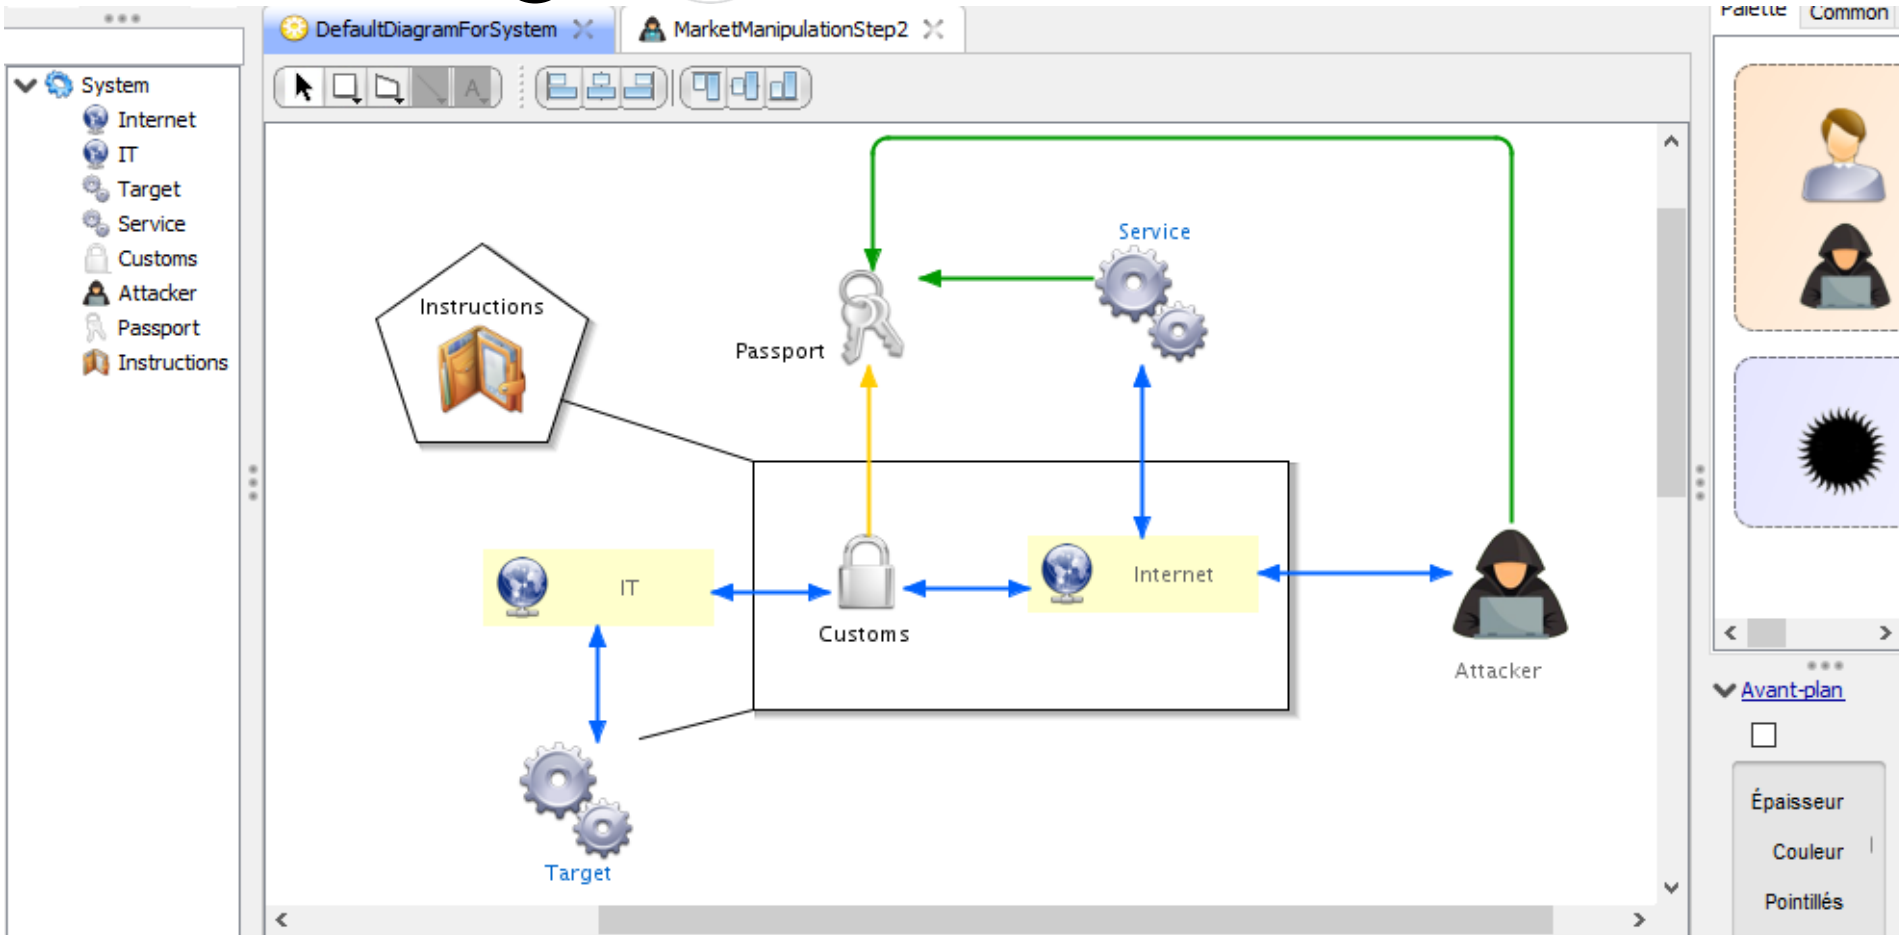 DefaultDiagramForSystem
MarketManipulationStep2
Palette
Common
System
Internet
IT
Target
Service
Customs
Attacker
Passport
Instructions
A
Service
Instructions
Passport
IT
Internet
Customs
Attacker
Target
Avant-plan
Épaisseur
Couleur
Pointillés